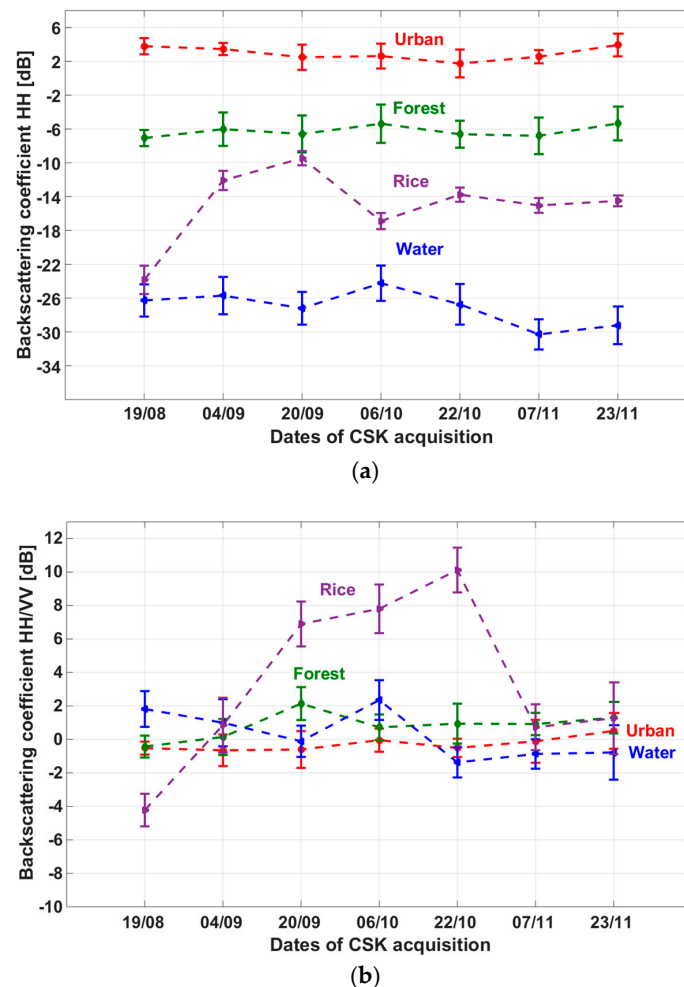 6
2
-2
-6
-10
-14
-18
-22
-26
-30
-34
Backscattering coefficient HH [dB]
Urban
Forest
Rice
Water
19/08 04/09 20/09 06/10 22/10 07/11 23/11
Dates of CSK acquisition
(a)
12
10
8
6
4
2
0
-2
-4
-6
-8
-10
Backscattering coefficient HH/VV [dB]
Rice
Forest
Urban
Water
19/08 04/09 20/09 06/10 22/10 07/11 23/11
Dates of CSK acquisition
(b)